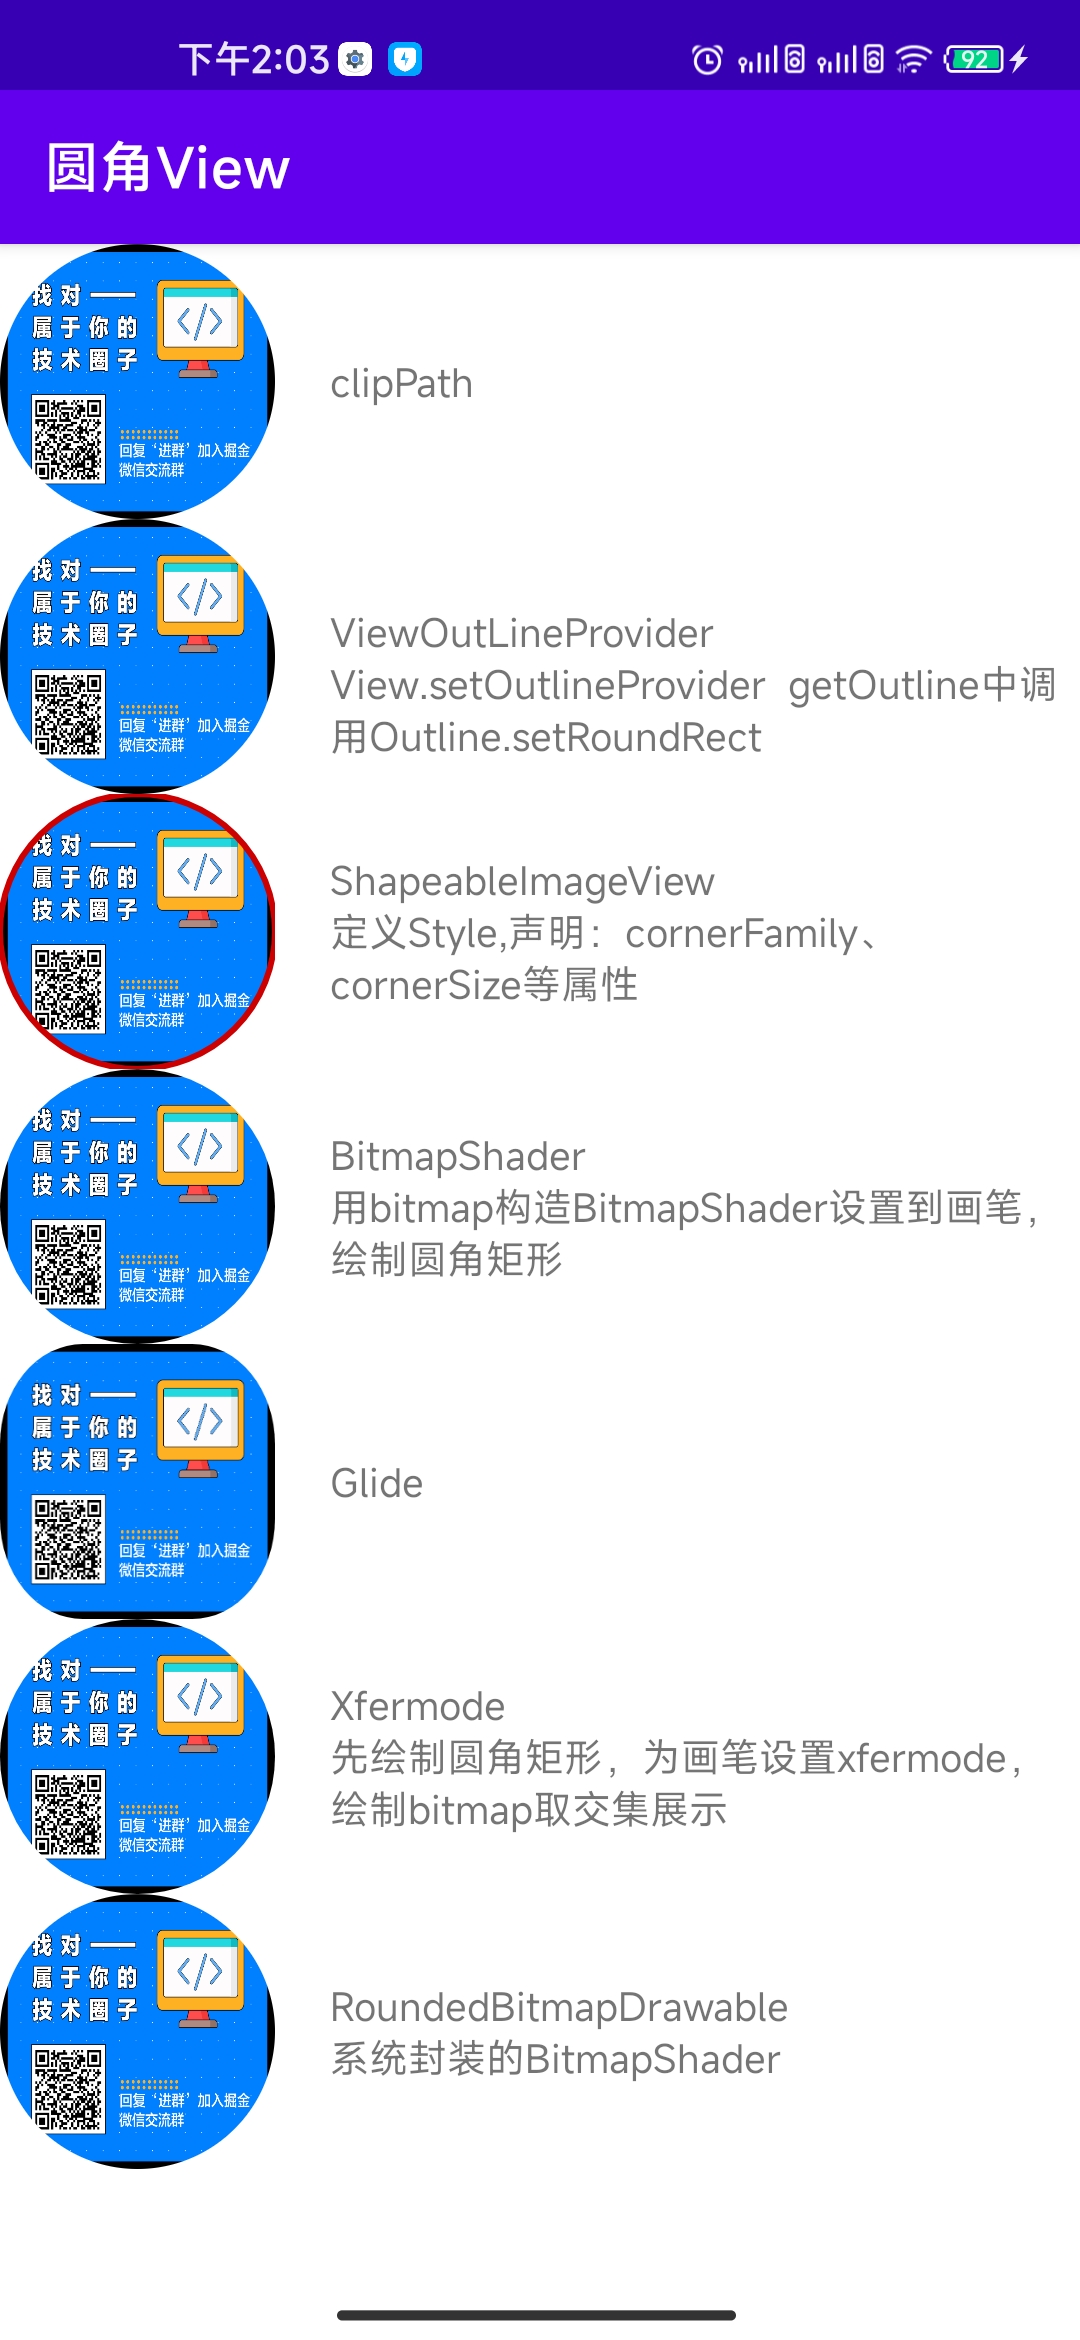 下午2:03
92
圆角View
找对——
属于你的
技术圈子
</>
回复‘进群’加入掘金
微信交流群
clipPath
找对——
属于你的
技术圈子
</>
回复‘进群’加入掘金
微信交流群
ViewOutLineProvider
View.setOutlineProvider  getOutline中调
用Outline.setRoundRect
找对——
属于你的
技术圈子
</>
回复‘进群’加入掘金
微信交流群
ShapeableImageView
定义Style,声明：cornerFamily、
cornerSize等属性
找对——
属于你的
技术圈子
</>
回复‘进群’加入掘金
微信交流群
BitmapShader
用bitmap构造BitmapShader设置到画笔，
绘制圆角矩形
找对——
属于你的
技术圈子
</>
回复‘进群’加入掘金
微信交流群
Glide
找对——
属于你的
技术圈子
</>
回复‘进群’加入掘金
微信交流群
Xfermode
先绘制圆角矩形，为画笔设置xfermode，
绘制bitmap取交集展示
找对——
属于你的
技术圈子
</>
回复‘进群’加入掘金
微信交流群
RoundedBitmapDrawable
系统封装的BitmapShader